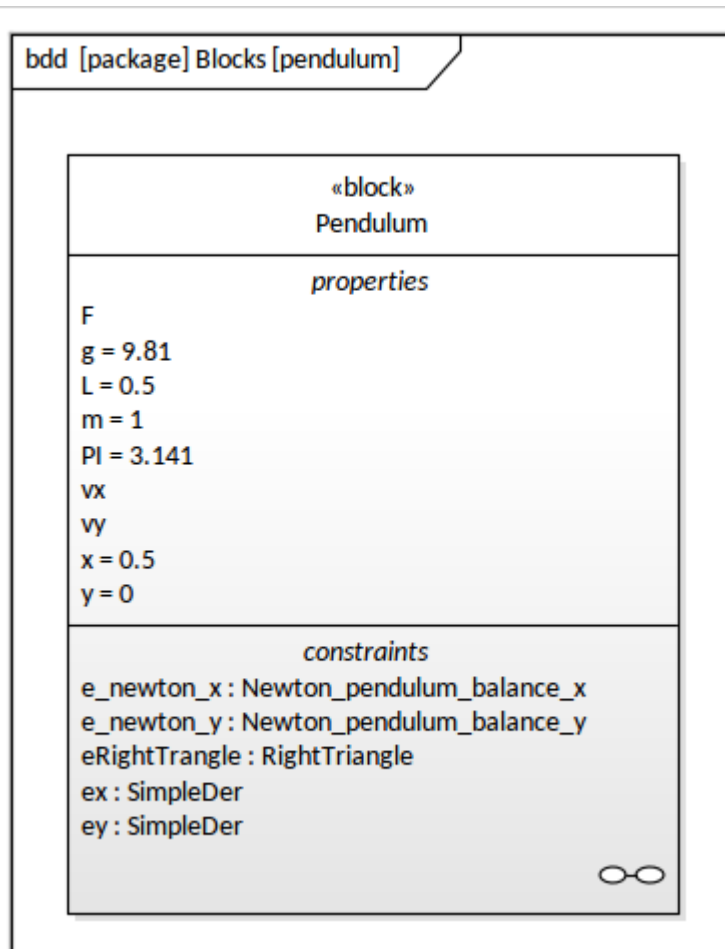 bdd [package] Blocks [pendulum]
«block»
Pendulum
properties
F
g = 9.81
L = 0.5
m = 1
PI = 3.141
vx
vy
x = 0.5
y = 0
constraints
e_newton_x : Newton_pendulum_balance_x
e_newton_y : Newton_pendulum_balance_y
eRightTrangle : RightTriangle
ex : SimpleDer
ey : SimpleDer